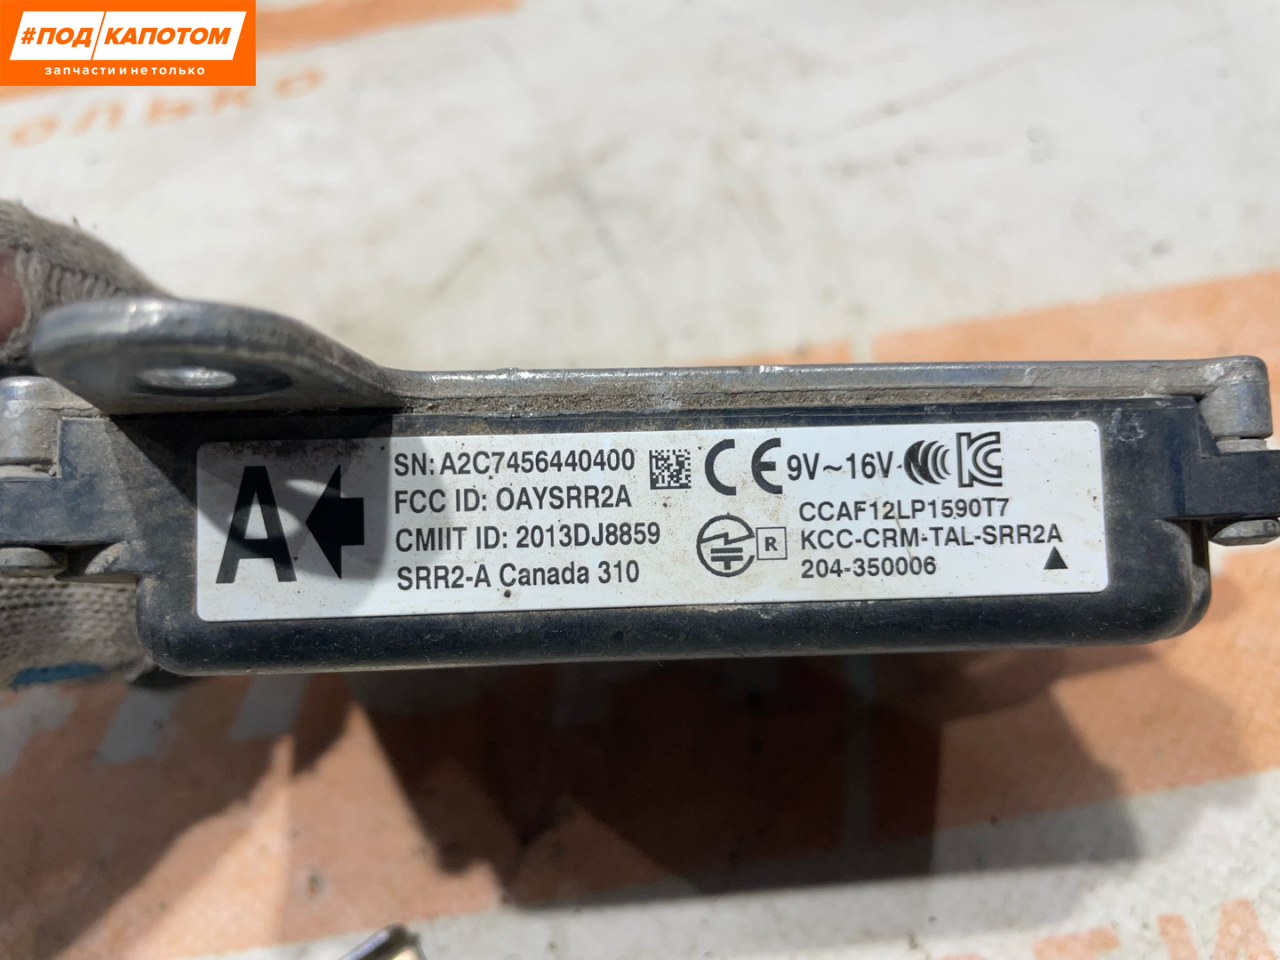 #ПОД КАПОТОМ
запчасти и не только
олько
A
SN: A2C7456440400
FCC ID: OAYSRR2A
CMIIT ID: 2013DJ8859
SRR2-A Canada 310
CE 9V~16V
CCAF12LP1590T7
R KCC-CRM-TAL-SRR2A
204-350006